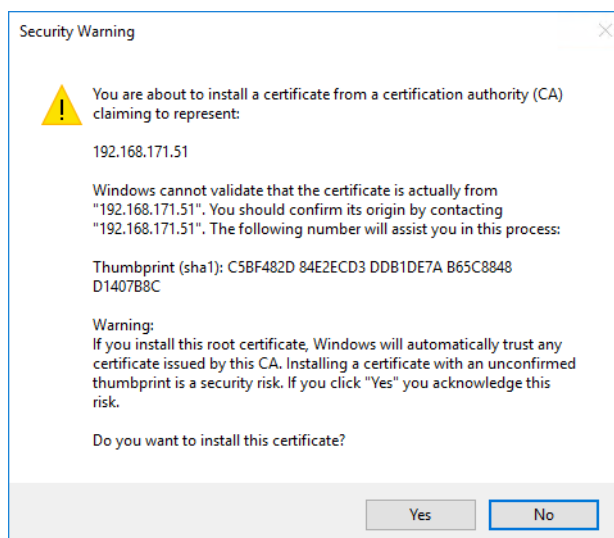 Security Warning
You are about to install a certificate from a certification authority (CA)
claiming to represent:
192.168.171.51
Windows cannot validate that the certificate is actually from
"192.168.171.51". You should confirm its origin by contacting
"192.168.171.51". The following number will assist you in this process:
Thumbprint (sha1): C5BF482D 84E2ECD3 DDB1DE7A B65C8848
D1407B8C
Warning:
If you install this root certificate, Windows will automatically trust any
certificate issued by this CA. Installing a certificate with an unconfirmed
thumbprint is a security risk. If you click "Yes" you acknowledge this
risk.
Do you want to install this certificate?
Yes No